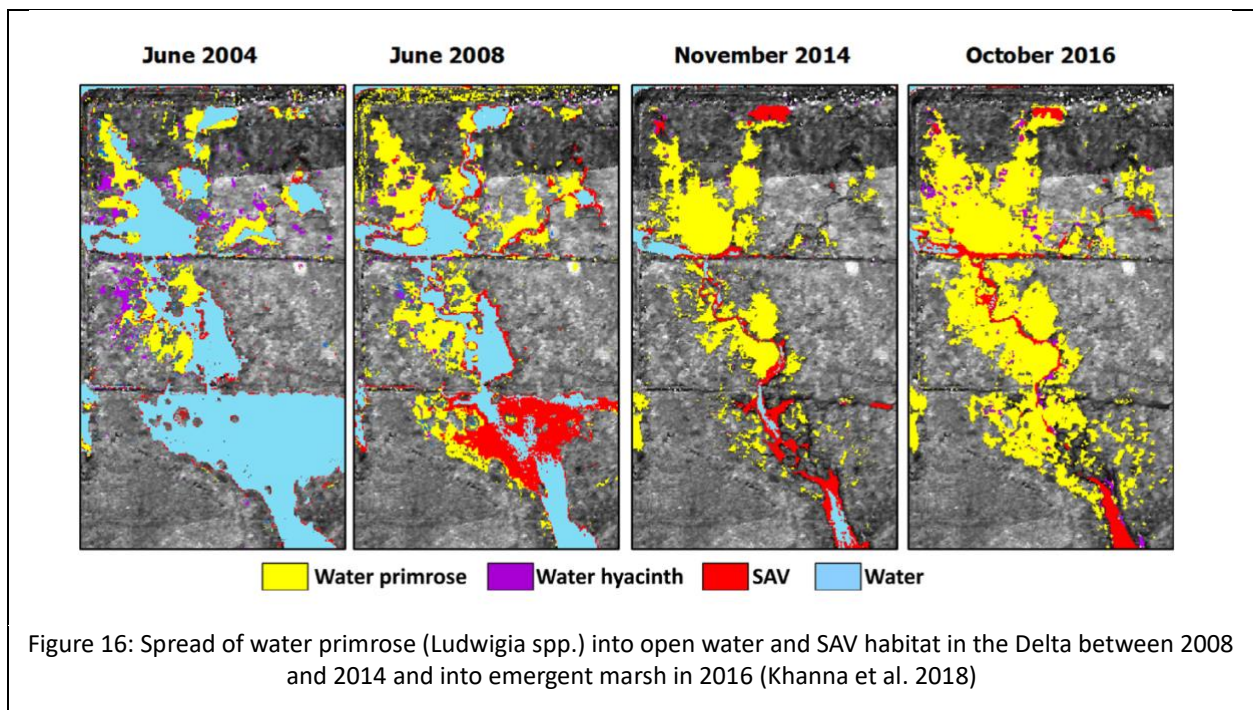 June 2004 June 2008 November 2014 October 2016
Water primrose Water hyacinth SAV Water
Figure 16: Spread of water primrose (Ludwigia spp.) into open water and SAV habitat in the Delta between 2008
and 2014 and into emergent marsh in 2016 (Khanna et al. 2018)